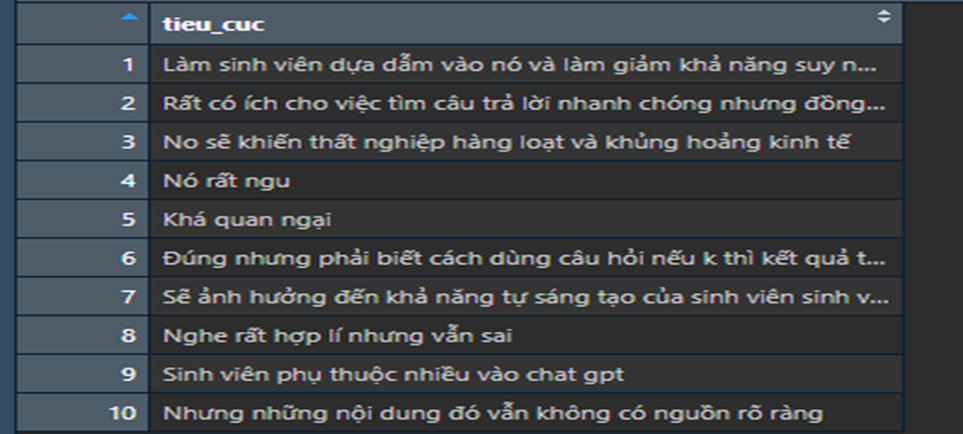 tieu_cuc
1 Làm sinh viên dựa dẫm vào nó và làm giảm khả năng suy n...
2 Rất có ích cho việc tìm câu trả lời nhanh chóng nhưng đồng...
3 No sẽ khiến thất nghiệp hàng loạt và khủng hoảng kinh tế
4 Nó rất ngu
5 Khá quan ngại
6 Đúng nhưng phải biết cách dùng câu hỏi nếu k thì kết quả t...
7 Sẽ ảnh hưởng đến khả năng tự sáng tạo của sinh viên sinh v...
8 Nghe rất hợp lí nhưng vẫn sai
9 Sinh viên phụ thuộc nhiều vào chat gpt
10 Nhưng những nội dung đó vẫn không có nguồn rõ ràng